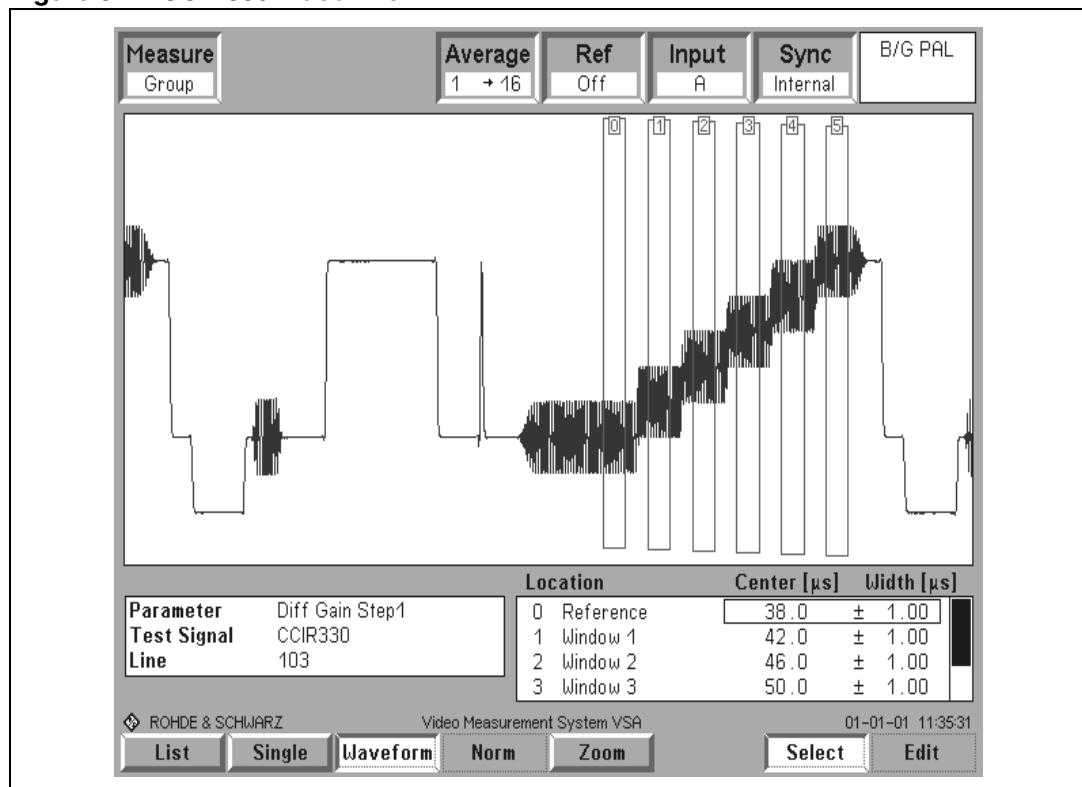 Measure Average Ref Input Sync B/G PAL
Group 1 → 16 Off A Internal
0 1 2 3 4 5
Location Center [µs] Width [µs]
Parameter Diff Gain Step1
Test Signal CCIR330
Line 103
0 Reference 38.0 ± 1.00
1 Window 1 42.0 ± 1.00
2 Window 2 46.0 ± 1.00
3 Window 3 50.0 ± 1.00
ROHDE & SCHWARZ Video Measurement System VSA 01-01-01 11:35:31
List Single Waveform Norm Zoom Select Edit